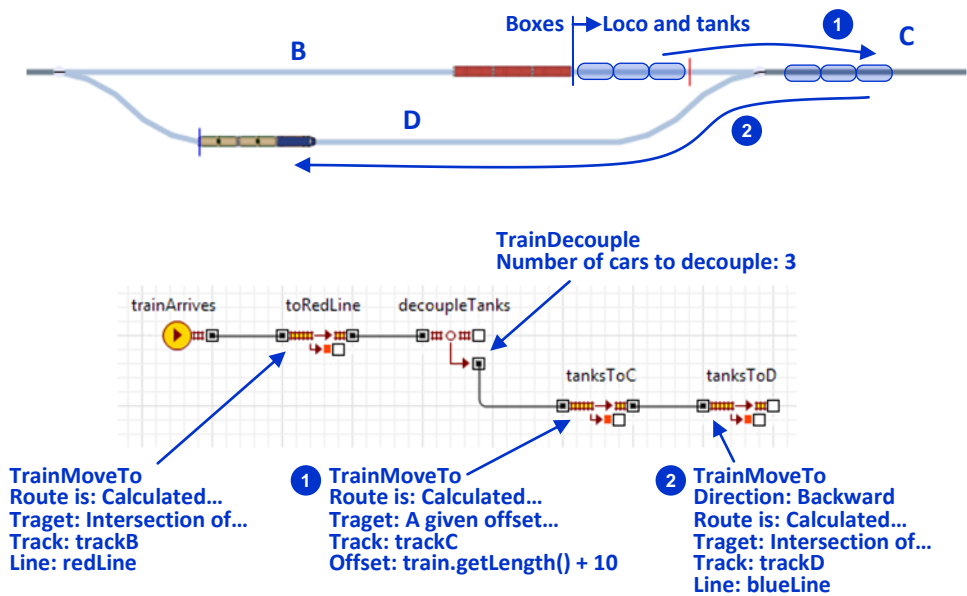 Boxes
Loco and tanks
1
B
C
D
2
TrainDecouple
Number of cars to decouple: 3
trainArrives
toRedLine
decoupleTanks
tanksToC
tanksToD
TrainMoveTo
Route is: Calculated...
Traget: Intersection of...
Track: trackB
Line: redLine
1
TrainMoveTo
Route is: Calculated...
Traget: A given offset...
Track: trackC
Offset: train.getLength() + 10
2
TrainMoveTo
Direction: Backward
Route is: Calculated...
Traget: Intersection of...
Track: trackD
Line: blueLine